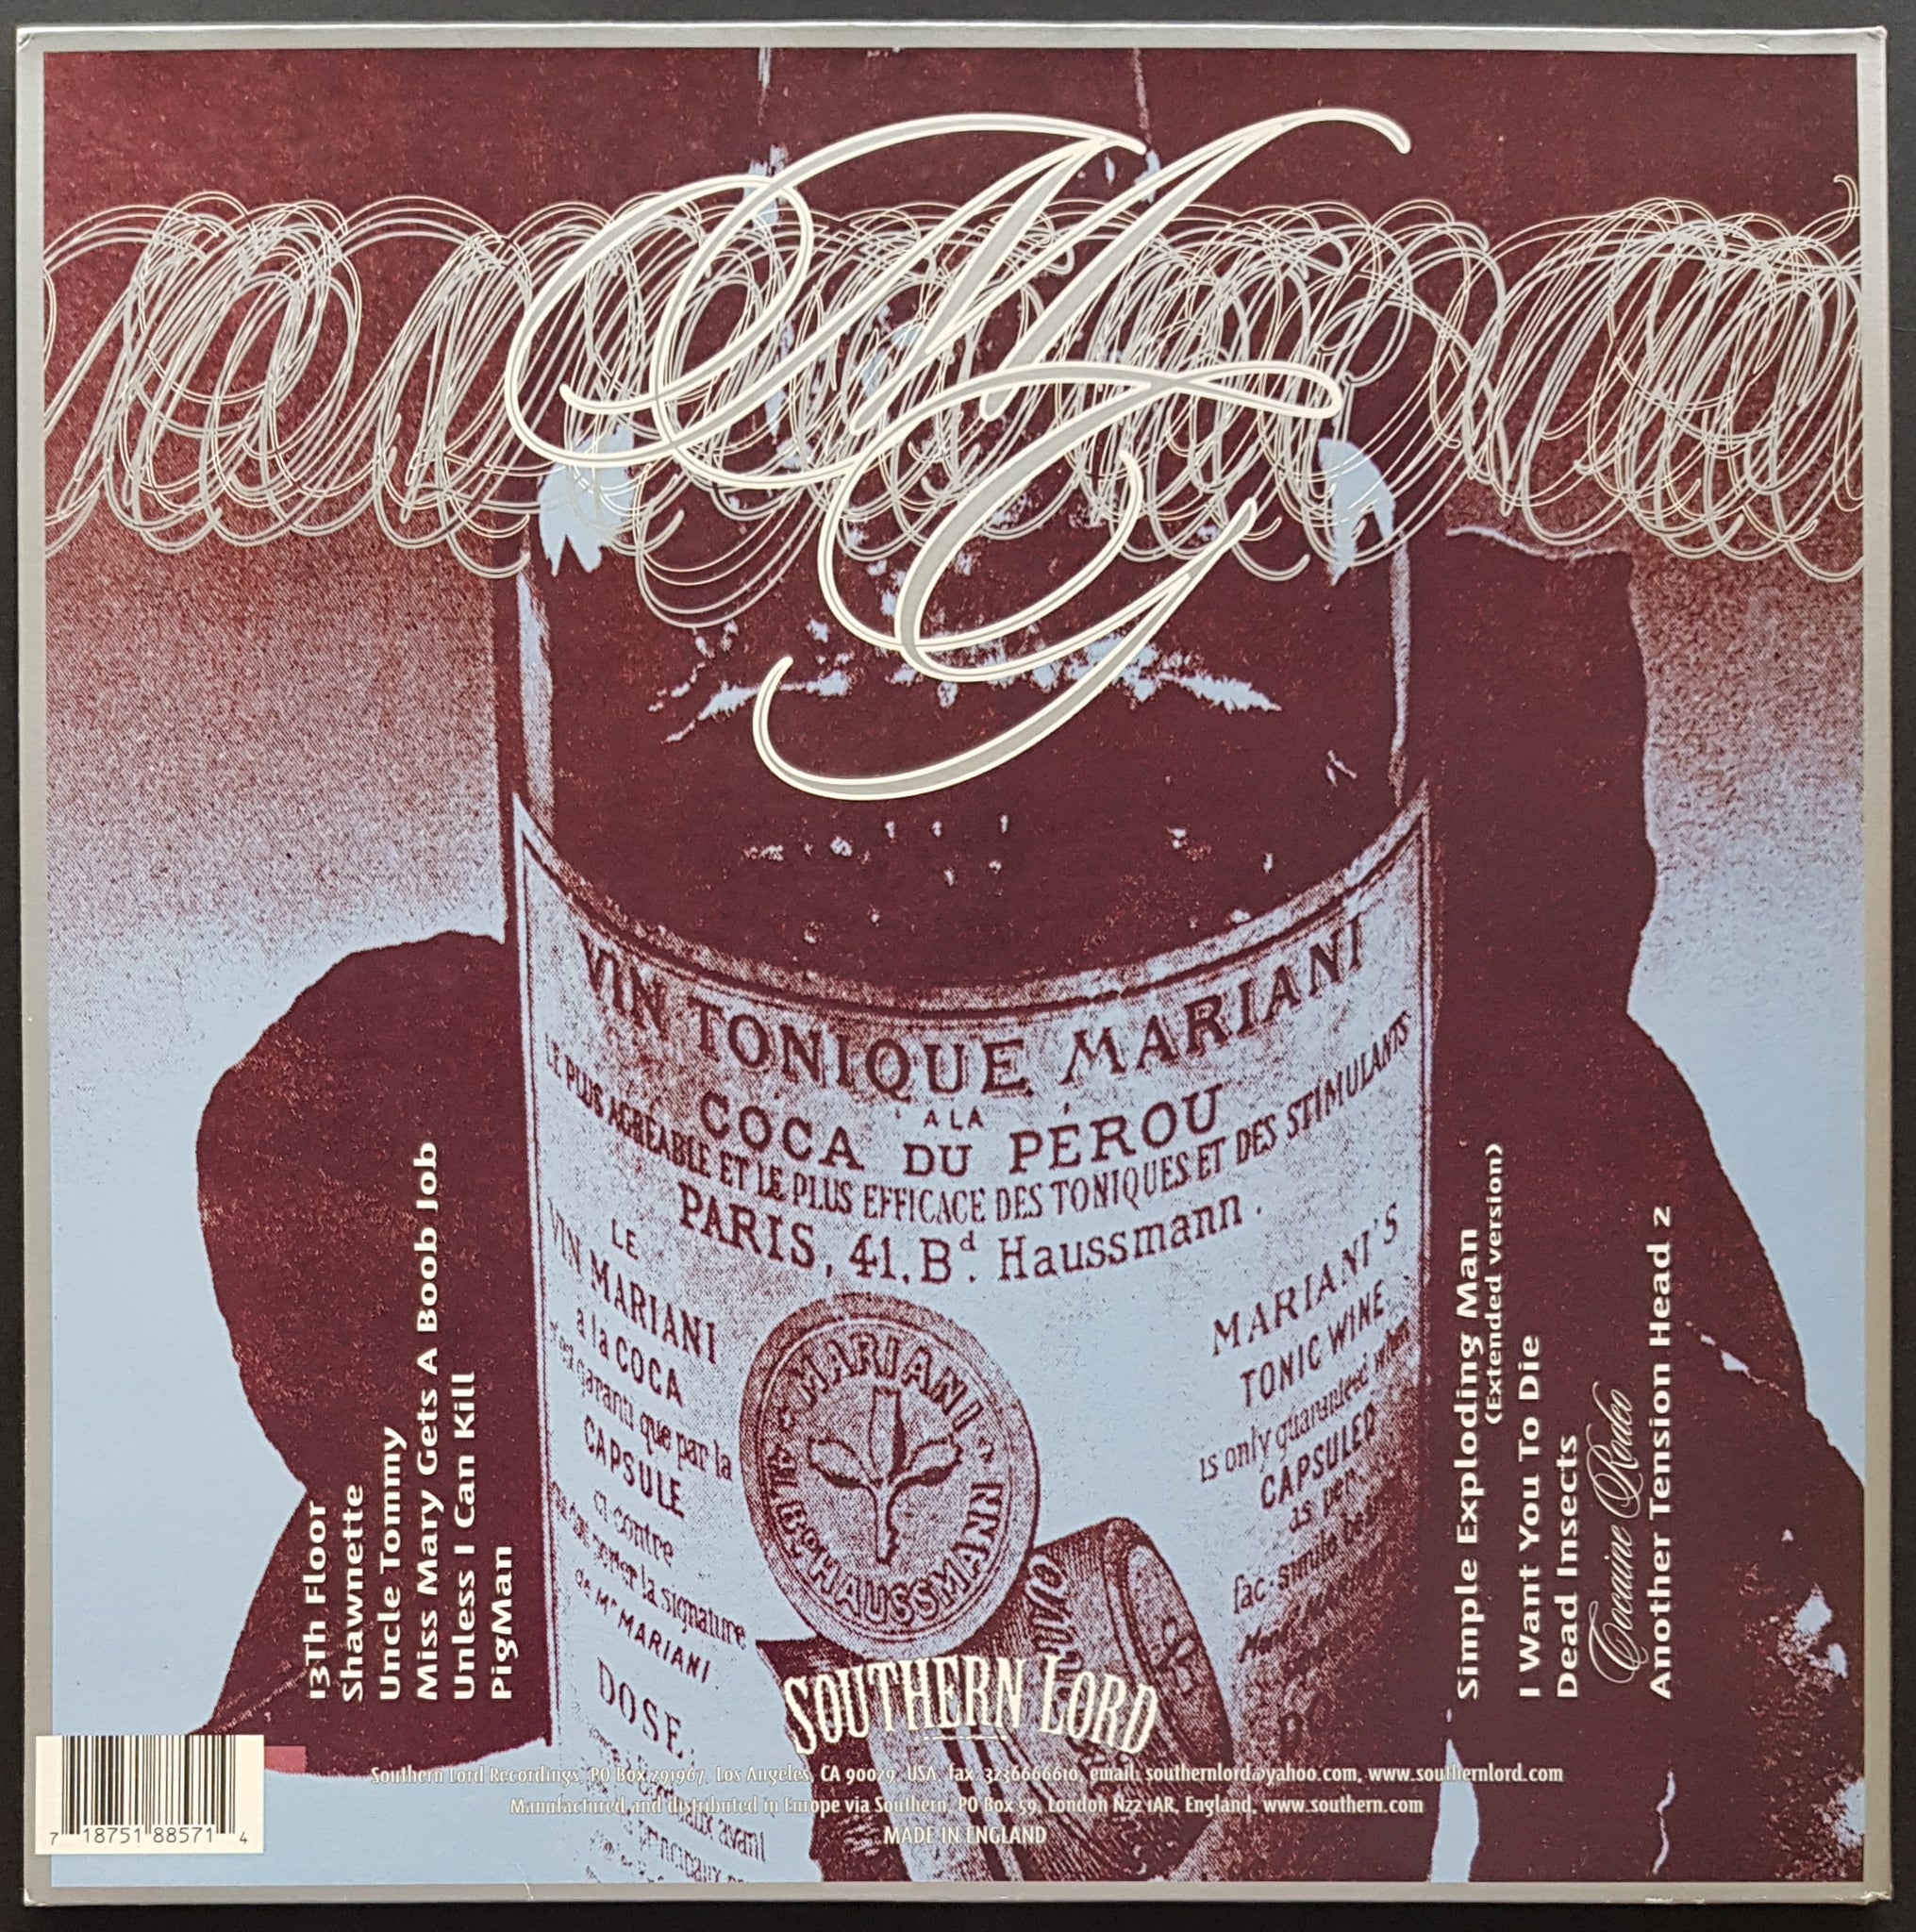 MG
VIN TONIQUE MARIANI
A LA
COCA DU PÉROU
LE PLUS AGRÉABLE ET LE PLUS EFFICACE DES TONIQUES ET DES STIMULANTS
PARIS, 41. Bd. Haussmann.
LE
VIN MARIANI
à la COCA
garanti que par la
CAPSULE
ci contre
la signature
de Mr MARIANI.
DOSE
avant
MARIANI
41 BD HAUSSMANN
MARIANI'S
TONIC WINE
is only guaranteed when
CAPSULED
as per
fac-simile
13Th Floor
Shawnette
Uncle Tommy
Miss Mary Gets A Boob Job
Unless I Can Kill
PigMan
Simple Exploding Man
(Extended version)
I Want You To Die
Dead Insects
Cocaine Rodeo
Another Tension Head 2
SOUTHERN LORD
Southern Lord Recordings, PO Box 291967, Los Angeles, CA 90029, USA, fax. 3236666610, email: southernlord@yahoo.com, www.southernlord.com
Manufactured and distributed in Europe via Southern, PO Box 59, London N22 1AR, England, www.southern.com
MADE IN ENGLAND
7 18751 88571 4